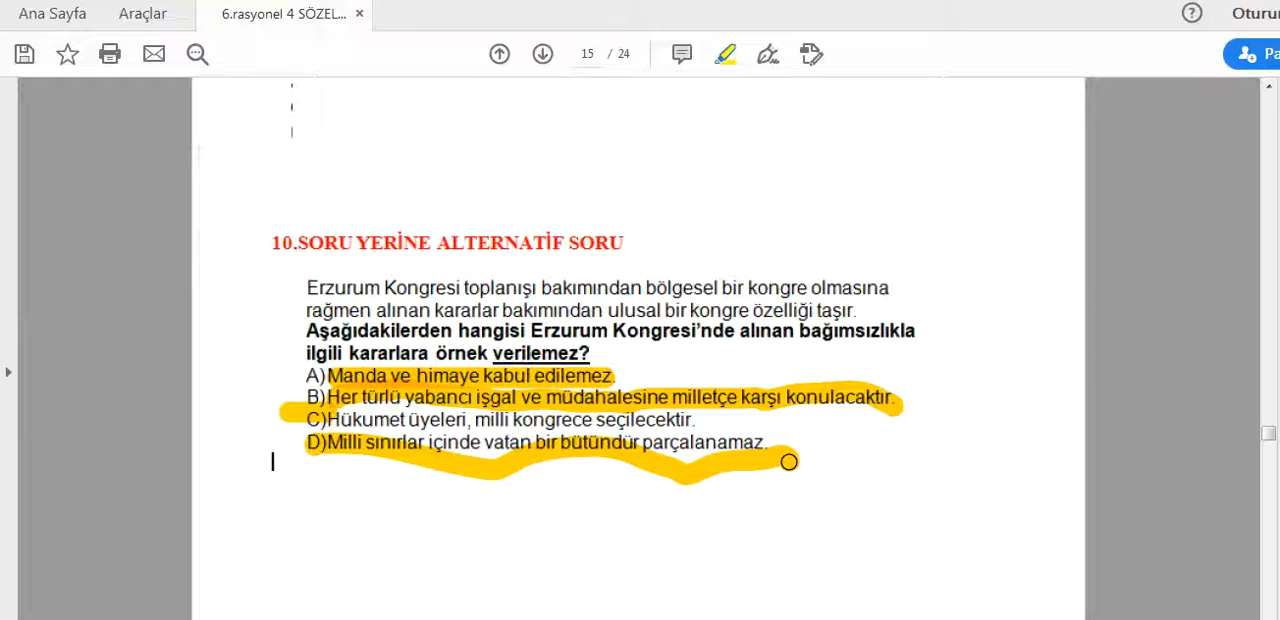 Ana Sayfa Araçlar 6.rasyonel 4 SÖZEL... × ? Oturu
15 / 24
10.SORU YERİNE ALTERNATİF SORU
Erzurum Kongresi toplanışı bakımından bölgesel bir kongre olmasına
rağmen alınan kararlar bakımından ulusal bir kongre özelliği taşır.
Aşağıdakilerden hangisi Erzurum Kongresi’nde alınan bağımsızlıkla
ilgili kararlara örnek verilemez?
A)Manda ve himaye kabul edilemez.
B)Her türlü yabancı işgal ve müdahalesine milletçe karşı konulacaktır.
C)Hükumet üyeleri, milli kongrece seçilecektir.
D)Milli sınırlar içinde vatan bir bütündür parçalanamaz.